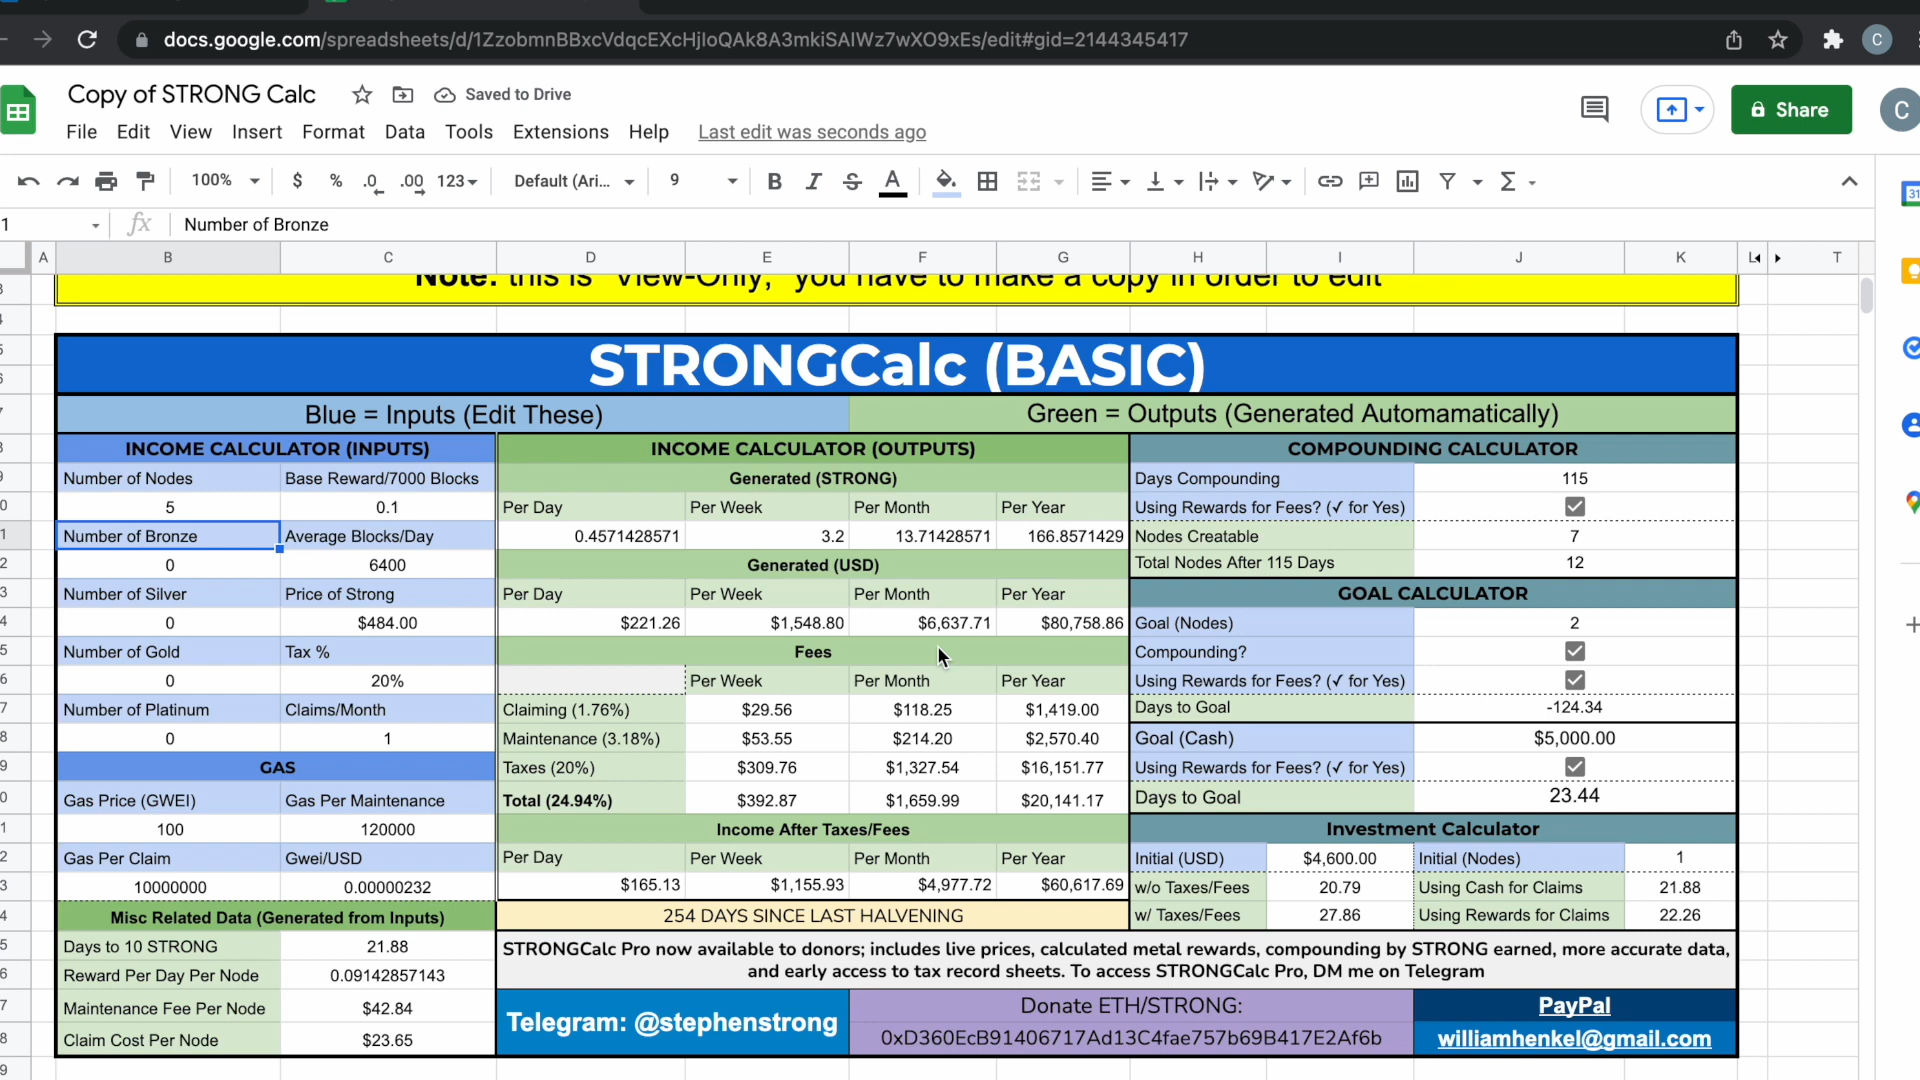 docs.google.com/spreadsheets/d/1ZzobmnBBxcVdqcEXcHjIoQAk8A3mkiSAIWz7wXO9xEs/edit#gid=2144345417
C
Copy of STRONG Calc
Saved to Drive
File Edit View Insert Format Data Tools Extensions Help
Last edit was seconds ago
Share
C
100% $ % .0 .00 123 Default (Ari... 9 B I S A
1
fx
Number of Bronze
A B C D E F G H I J K L T
Note: this is "View-Only," you have to make a copy in order to edit
STRONGCalc (BASIC)
Blue = Inputs (Edit These) Green = Outputs (Generated Automamatically)
INCOME CALCULATOR (INPUTS) INCOME CALCULATOR (OUTPUTS) COMPOUNDING CALCULATOR
Number of Nodes Base Reward/7000 Blocks Generated (STRONG) Days Compounding 115
5 0.1 Per Day Per Week Per Month Per Year Using Rewards for Fees? (✓ for Yes)
Number of Bronze Average Blocks/Day 0.4571428571 3.2 13.71428571 166.8571429 Nodes Creatable 7
0 6400 Generated (USD) Total Nodes After 115 Days 12
Number of Silver Price of Strong Per Day Per Week Per Month Per Year GOAL CALCULATOR
0 $484.00 $221.26 $1,548.80 $6,637.71 $80,758.86 Goal (Nodes) 2
Number of Gold Tax % Fees Compounding?
0 20% Per Week Per Month Per Year Using Rewards for Fees? (✓ for Yes)
Number of Platinum Claims/Month Claiming (1.76%) $29.56 $118.25 $1,419.00 Days to Goal -124.34
0 1 Maintenance (3.18%) $53.55 $214.20 $2,570.40 Goal (Cash) $5,000.00
GAS Taxes (20%) $309.76 $1,327.54 $16,151.77 Using Rewards for Fees? (✓ for Yes)
Gas Price (GWEI) Gas Per Maintenance Total (24.94%) $392.87 $1,659.99 $20,141.17 Days to Goal 23.44
100 120000 Income After Taxes/Fees Investment Calculator
Gas Per Claim Gwei/USD Per Day Per Week Per Month Per Year Initial (USD) $4,600.00 Initial (Nodes) 1
10000000 0.00000232 $165.13 $1,155.93 $4,977.72 $60,617.69 w/o Taxes/Fees 20.79 Using Cash for Claims 21.88
Misc Related Data (Generated from Inputs) 254 DAYS SINCE LAST HALVENING w/ Taxes/Fees 27.86 Using Rewards for Claims 22.26
Days to 10 STRONG 21.88 STRONGCalc Pro now available to donors; includes live prices, calculated metal rewards, compounding by STRONG earned, more accurate data,
Reward Per Day Per Node 0.09142857143 and early access to tax record sheets. To access STRONGCalc Pro, DM me on Telegram
Maintenance Fee Per Node $42.84 Telegram: @stephenstrong Donate ETH/STRONG: PayPal
Claim Cost Per Node $23.65 0xD360EcB91406717Ad13C4fae757b69B417E2Af6b williamhenkel@gmail.com